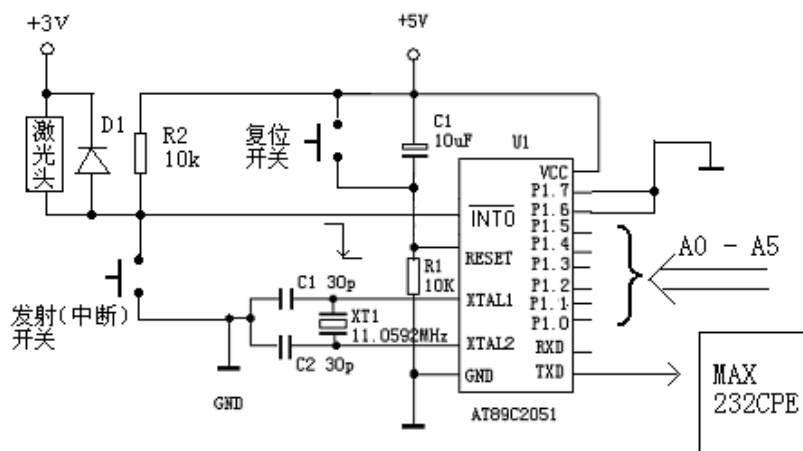 +3V
+5V
激光头
D1
R2
10k
复位
开关
C1
10uF
U1
VCC
P1.7
P1.6
P1.5
P1.4
P1.3
P1.2
P1.1
P1.0
RXD
TXD
INT0
RESET
XTAL1
XTAL2
GND
A0 - A5
R1
10K
C1 30p
XT1
11.0592MHz
C2 30p
发射(中断)
开关
GND
AT89C2051
MAX
232CPE